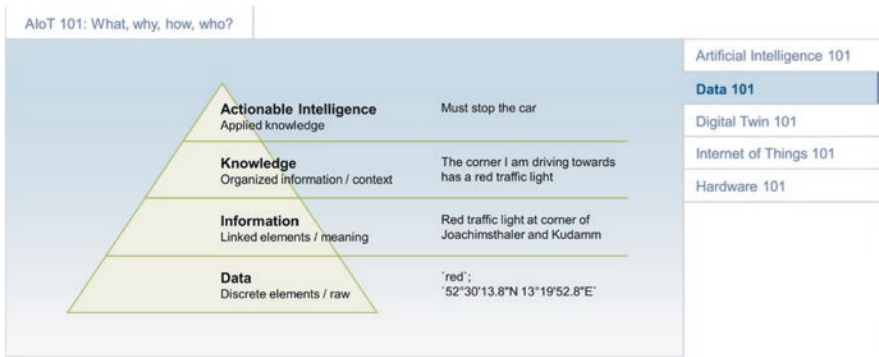 AIoT 101: What, why, how, who?
Actionable Intelligence
Applied knowledge
Must stop the car
Knowledge
Organized information / context
The corner I am driving towards
has a red traffic light
Information
Linked elements / meaning
Red traffic light at corner of
Joachimsthaler and Kudamm
Data
Discrete elements / raw
`red`;
`52°30'13.8"N 13°19'52.8"E`
Artificial Intelligence 101
Data 101
Digital Twin 101
Internet of Things 101
Hardware 101